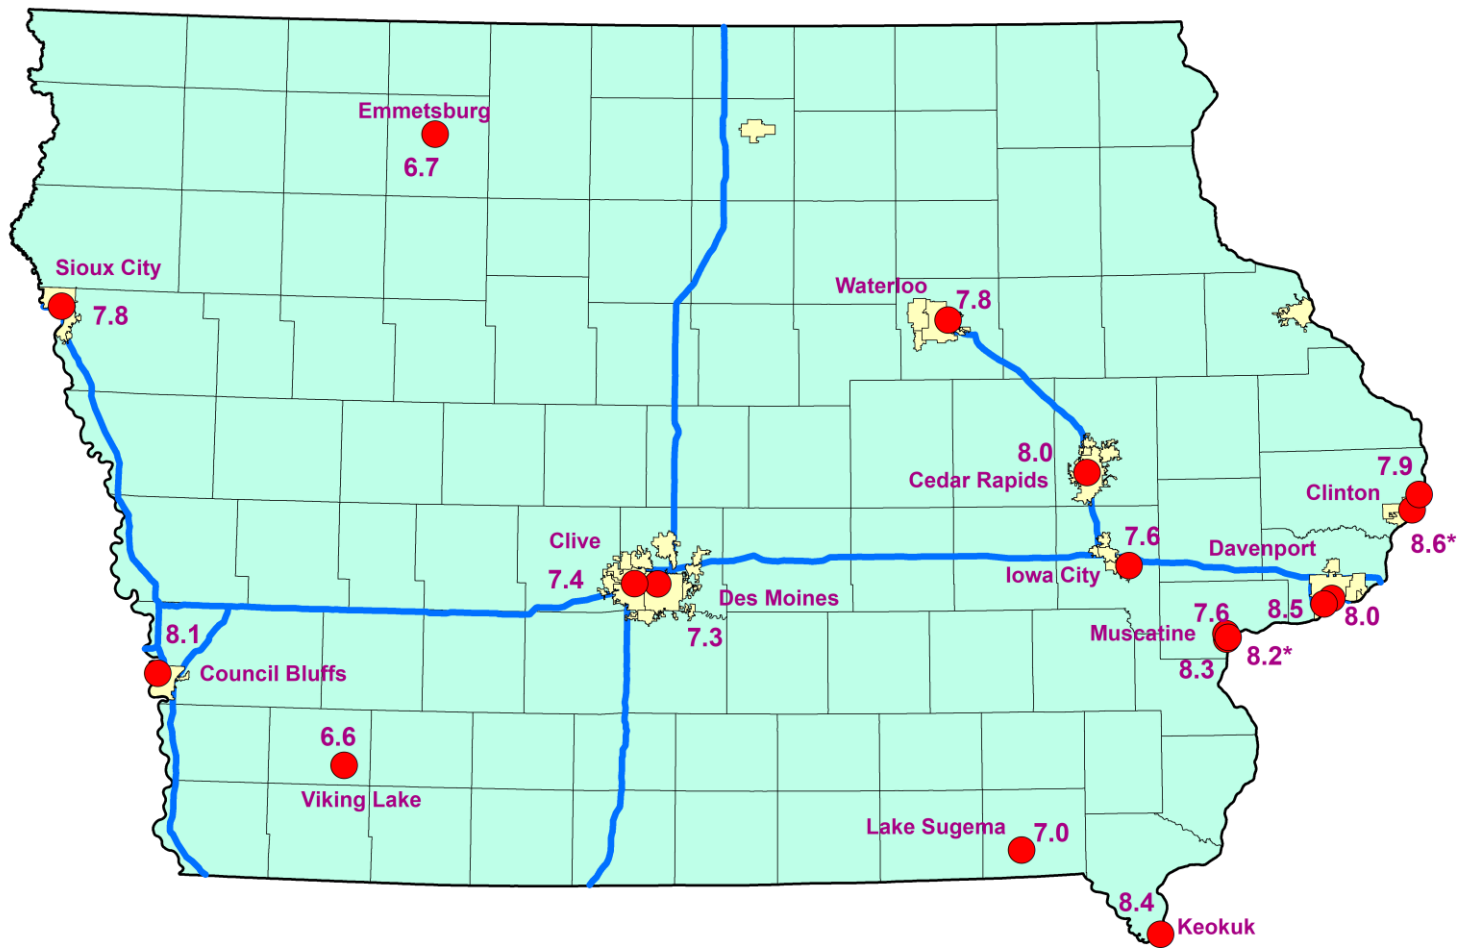 Emmetsburg
6.7
Sioux City
7.8
Waterloo
7.8
8.0
Cedar Rapids
7.9
Clinton
8.6*
Clive
7.4
Des Moines
7.3
7.6
Iowa City
Davenport
8.5
8.0
7.6
Muscatine
8.2*
8.3
8.1
Council Bluffs
6.6
Viking Lake
Lake Sugema
7.0
8.4
Keokuk